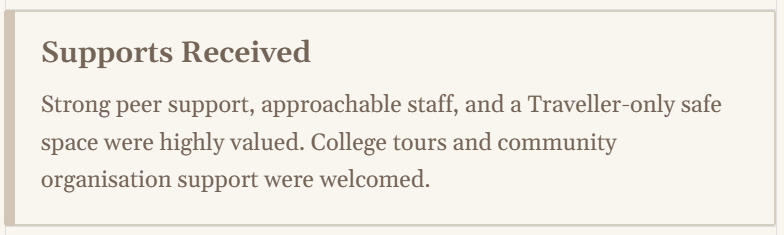 Supports Received
Strong peer support, approachable staff, and a Traveller-only safe
space were highly valued. College tours and community
organisation support were welcomed.